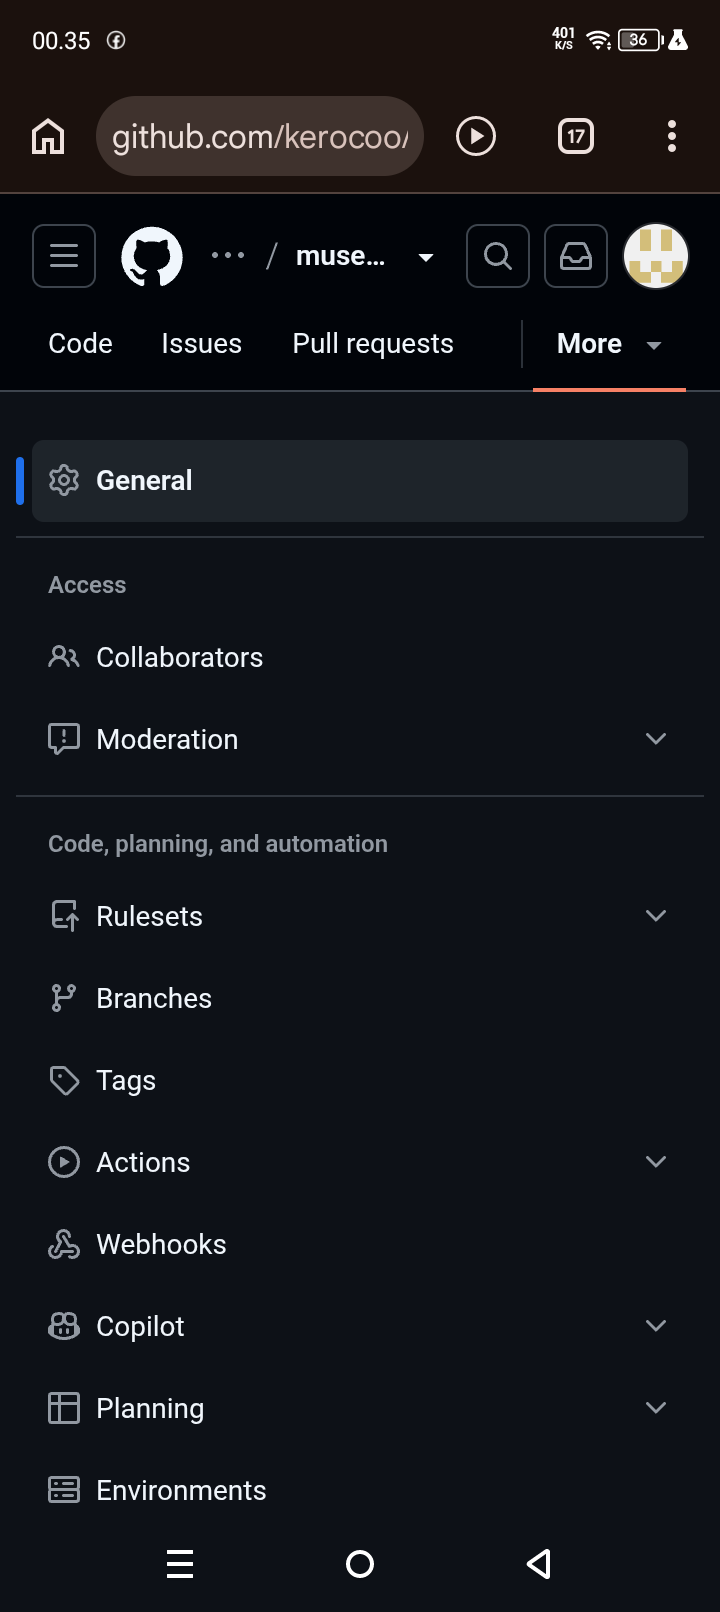 00.35
401
K/S
36
github.com/kerocoo/
17
... / muse...
Code Issues Pull requests More
General
Access
Collaborators
Moderation
Code, planning, and automation
Rulesets
Branches
Tags
Actions
Webhooks
Copilot
Planning
Environments